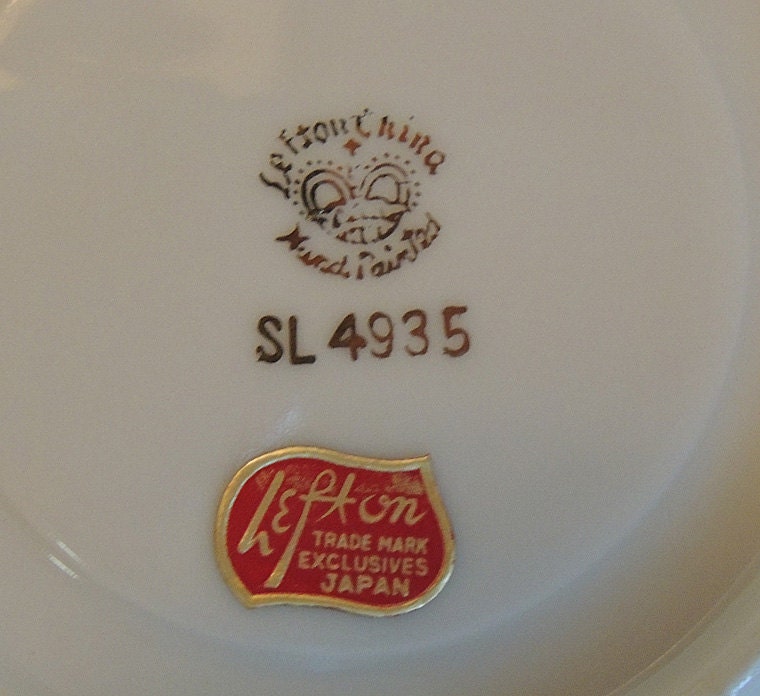 Lefton China
Hand Painted
SL 4935
Lefton
TRADE MARK
EXCLUSIVES
JAPAN